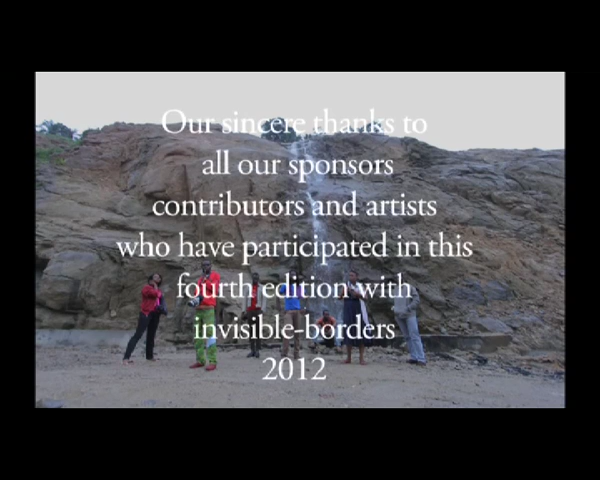 Our sincere thanks to
all our sponsors
contributors and artists
who have participated in this
fourth edition with
invisible-borders
2012